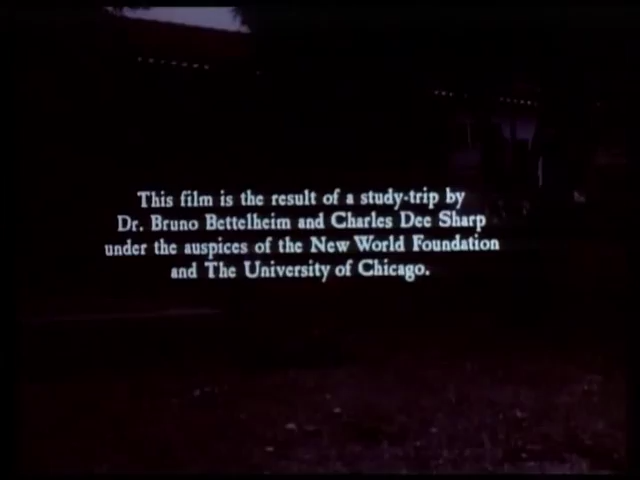 This film is the result of a study-trip by
Dr. Bruno Bettelheim and Charles Dee Sharp
under the auspices of the New World Foundation
and The University of Chicago.